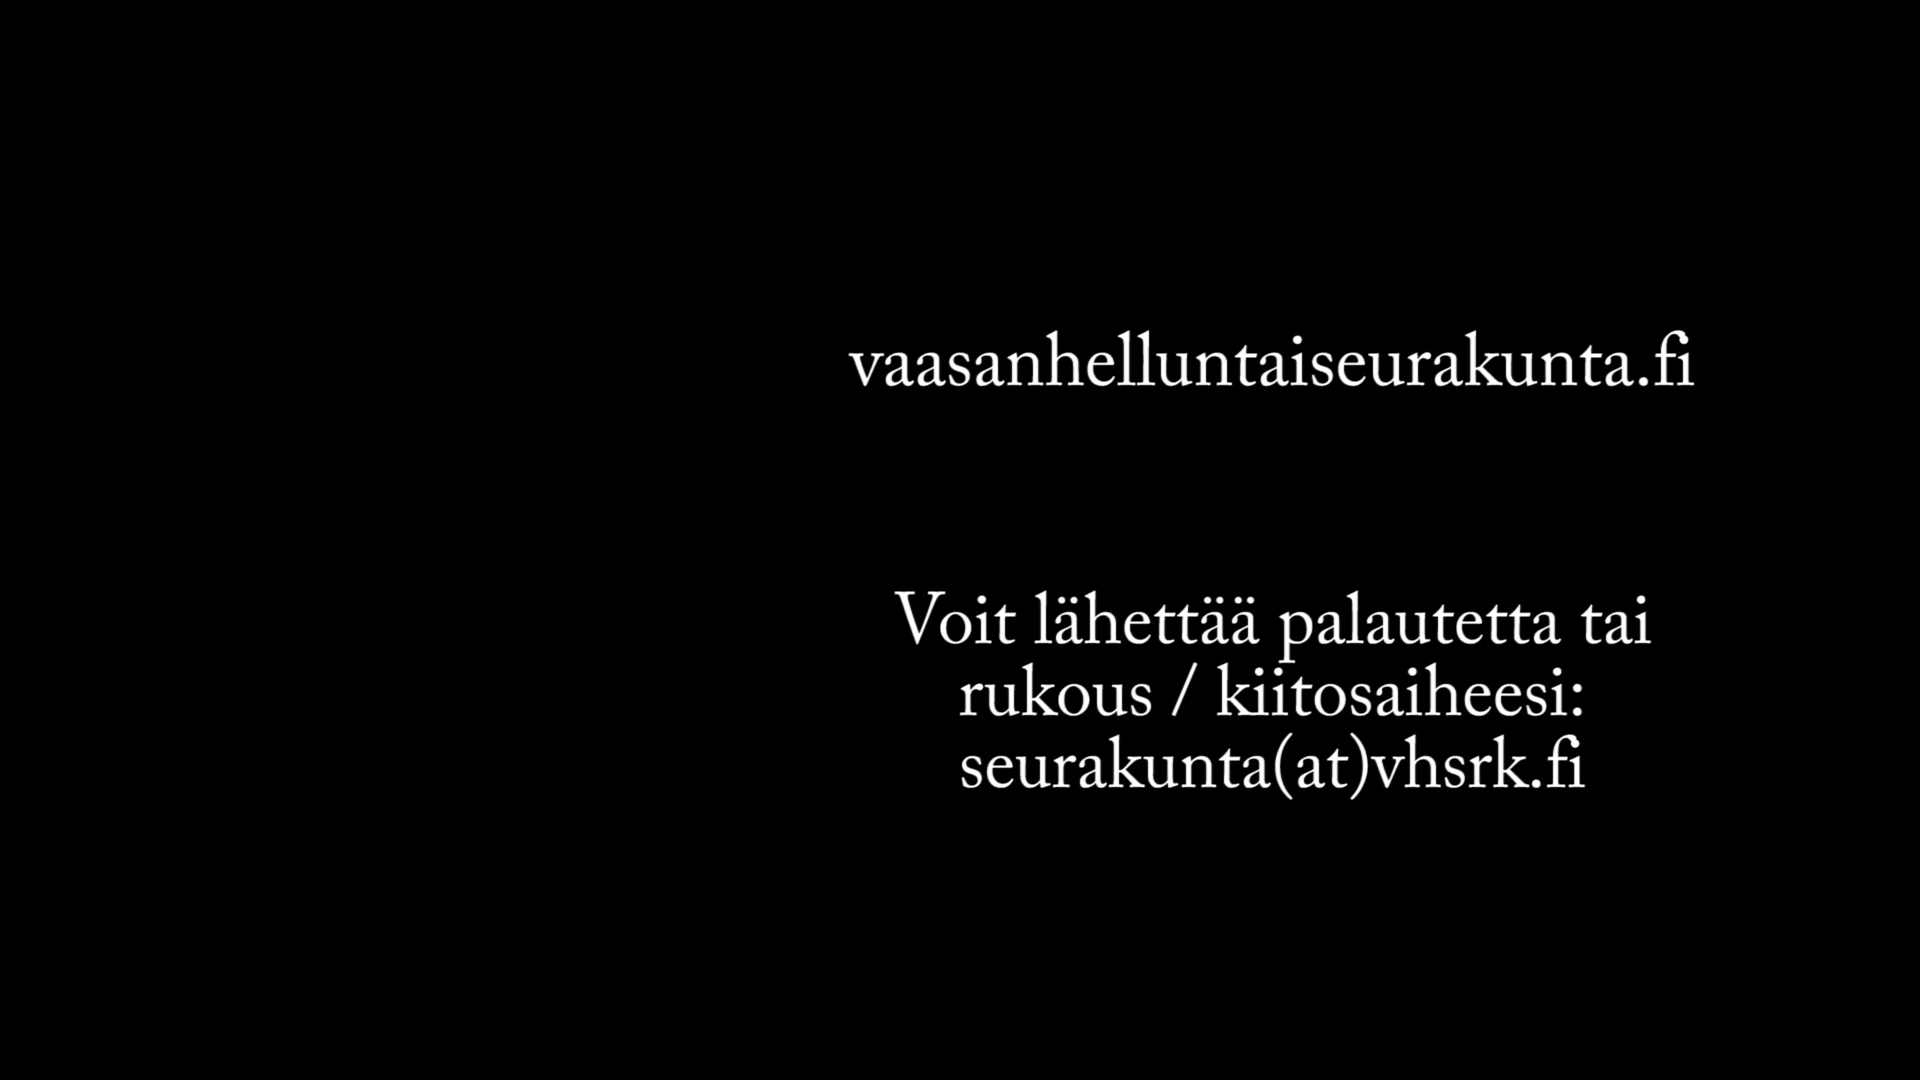 vaasanhelluntaiseurakunta.fi
Voit lähettää palautetta tai
rukous / kiitosaiheesi:
seurakunta(at)vhsrk.fi